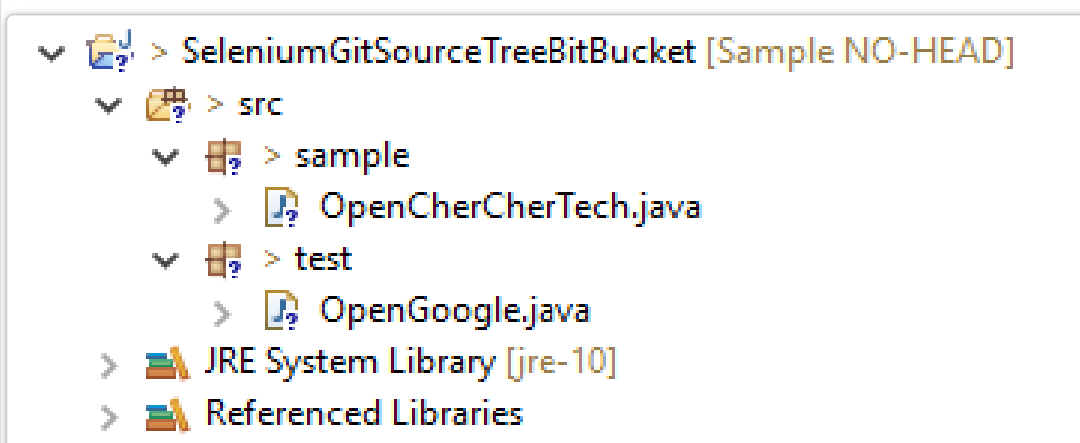 > SeleniumGitSourceTreeBitBucket [Sample NO-HEAD]
> src
> sample
OpenCherCherTech.java
> test
OpenGoogle.java
JRE System Library [jre-10]
Referenced Libraries